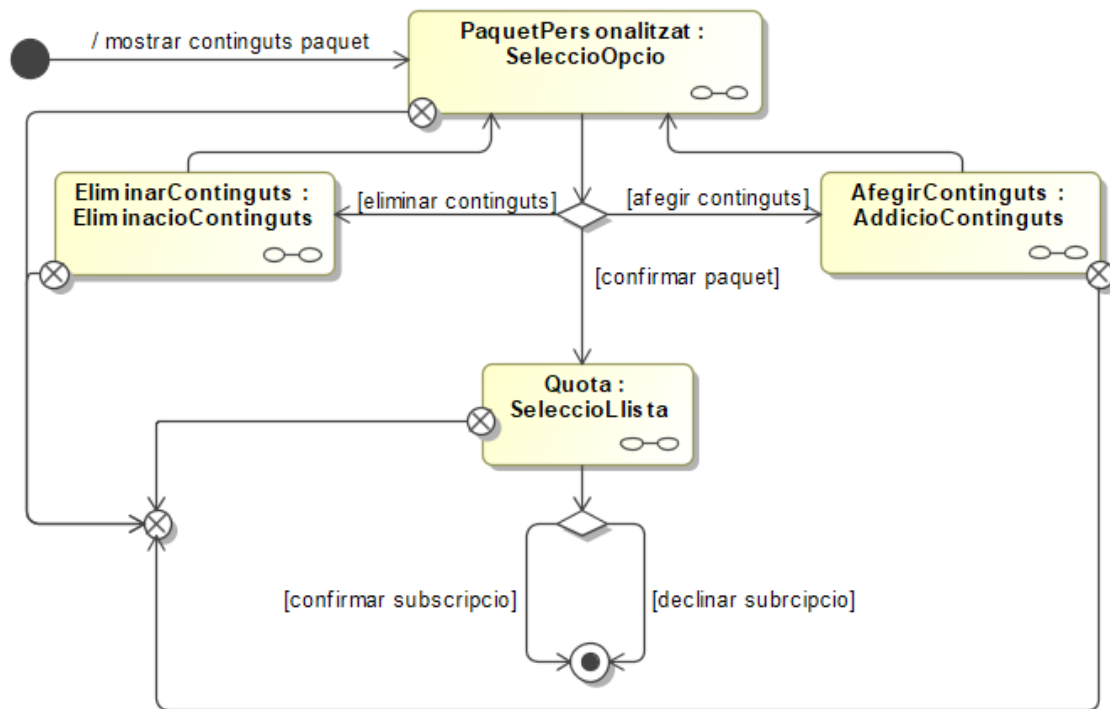 / mostrar continguts paquet
PaquetPersonalitzat :
SeleccioOpcio
EliminarContinguts :
EliminacioContinguts
[eliminar continguts]
[afegir continguts]
AfegirContinguts :
AddicioContinguts
[confirmar paquet]
Quota :
SeleccioLlista
[confirmar subscripcio]
[declinar subrcipcio]